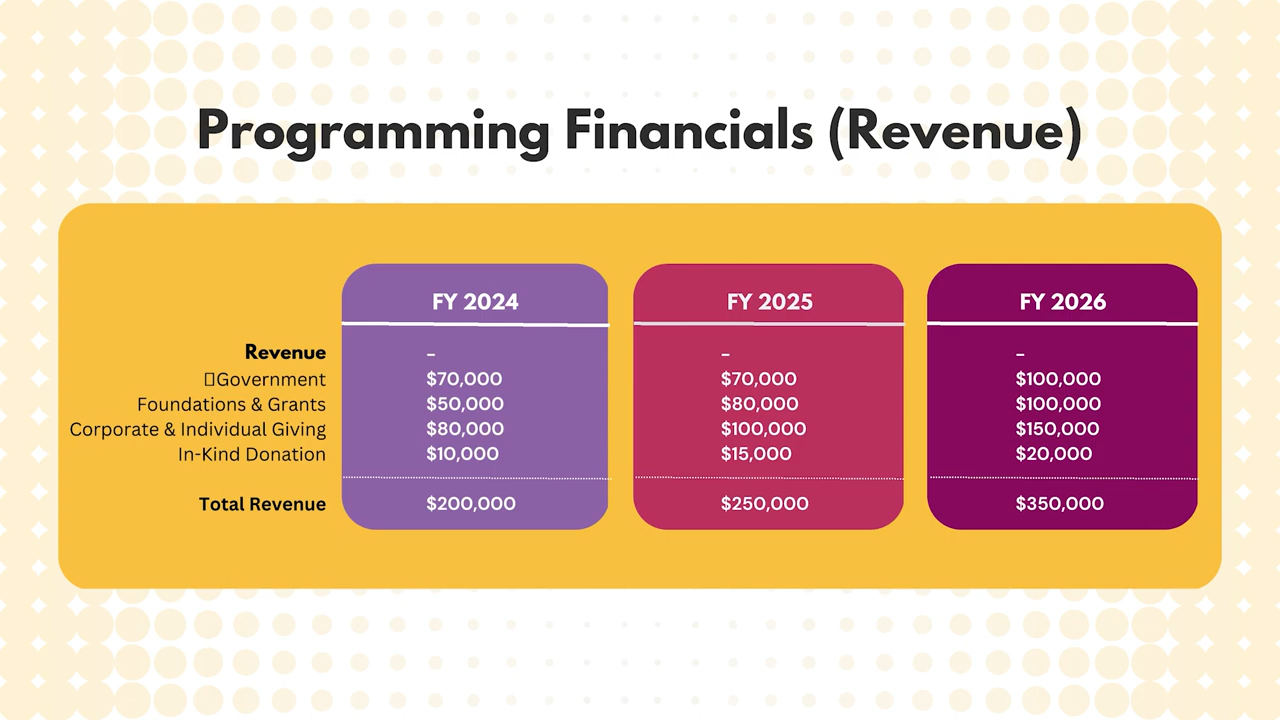 Programming Financials (Revenue)
FY 2024 FY 2025 FY 2026
Revenue – – –
Government $70,000 $70,000 $100,000
Foundations & Grants $50,000 $80,000 $100,000
Corporate & Individual Giving $80,000 $100,000 $150,000
In-Kind Donation $10,000 $15,000 $20,000
Total Revenue $200,000 $250,000 $350,000